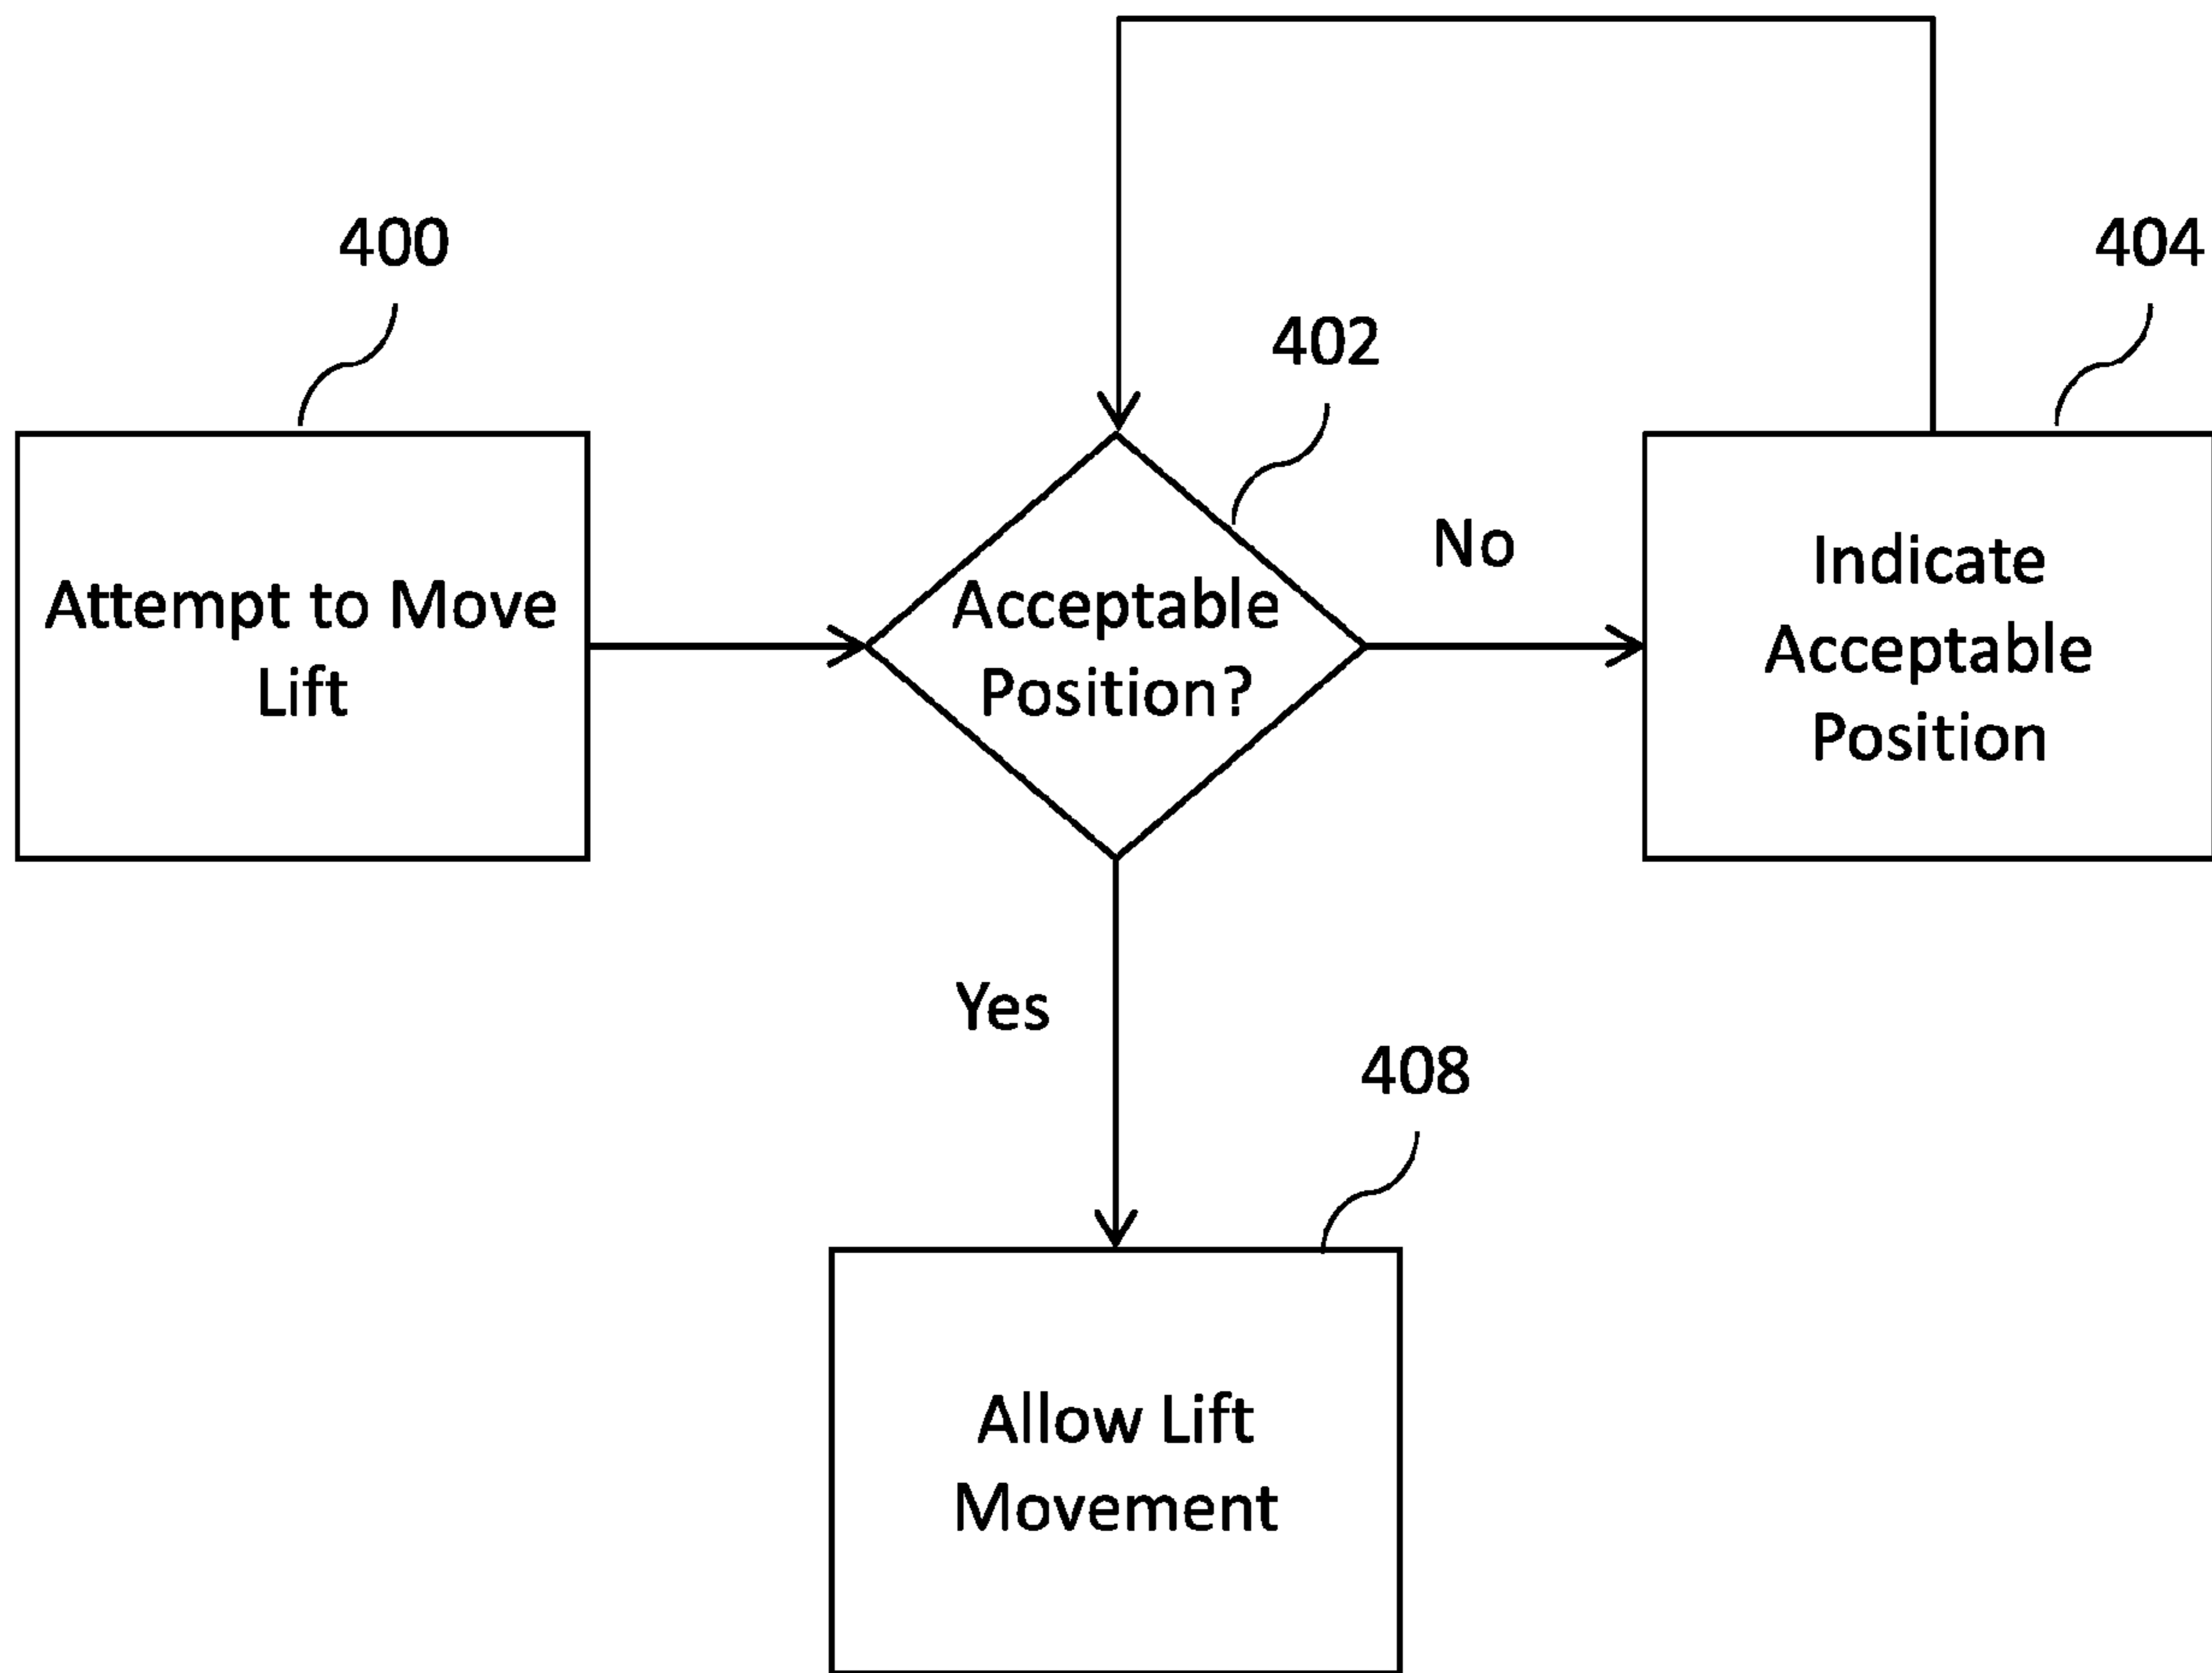 400
404
402
Attempt to Move
Lift
Acceptable
Position?
No
Indicate
Acceptable
Position
Yes
408
Allow Lift
Movement